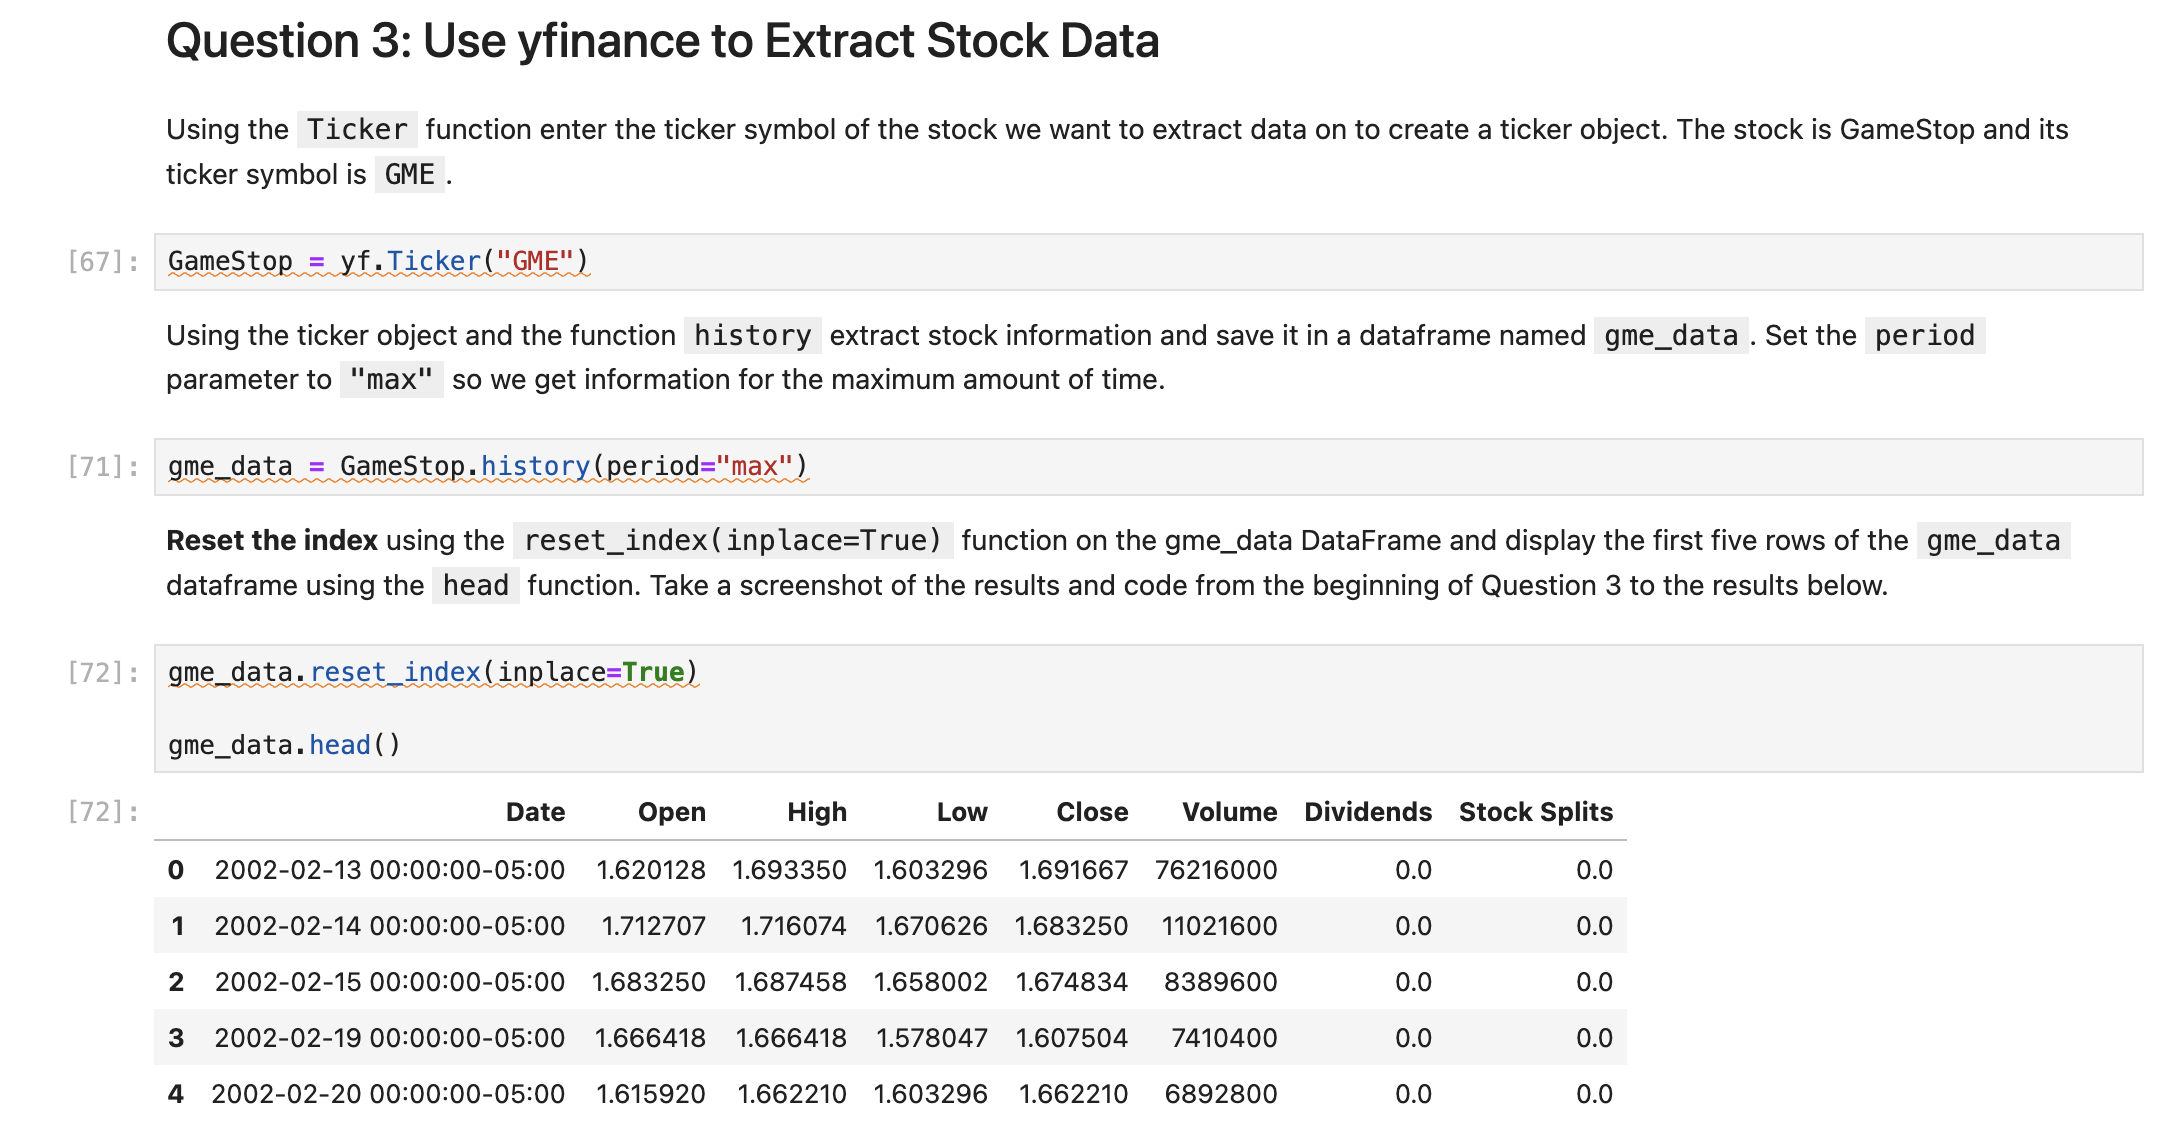 Question 3: Use yfinance to Extract Stock Data
Using the Ticker function enter the ticker symbol of the stock we want to extract data on to create a ticker object. The stock is GameStop and its
ticker symbol is GME .
[67]: GameStop = yf.Ticker("GME")
Using the ticker object and the function history extract stock information and save it in a dataframe named gme_data . Set the period
parameter to "max" so we get information for the maximum amount of time.
[71]: gme_data = GameStop.history(period="max")
Reset the index using the reset_index(inplace=True) function on the gme_data DataFrame and display the first five rows of the gme_data
dataframe using the head function. Take a screenshot of the results and code from the beginning of Question 3 to the results below.
[72]: gme_data.reset_index(inplace=True)
gme_data.head()
[72]: Date Open High Low Close Volume Dividends Stock Splits
0 2002-02-13 00:00:00-05:00 1.620128 1.693350 1.603296 1.691667 76216000 0.0 0.0
1 2002-02-14 00:00:00-05:00 1.712707 1.716074 1.670626 1.683250 11021600 0.0 0.0
2 2002-02-15 00:00:00-05:00 1.683250 1.687458 1.658002 1.674834 8389600 0.0 0.0
3 2002-02-19 00:00:00-05:00 1.666418 1.666418 1.578047 1.607504 7410400 0.0 0.0
4 2002-02-20 00:00:00-05:00 1.615920 1.662210 1.603296 1.662210 6892800 0.0 0.0